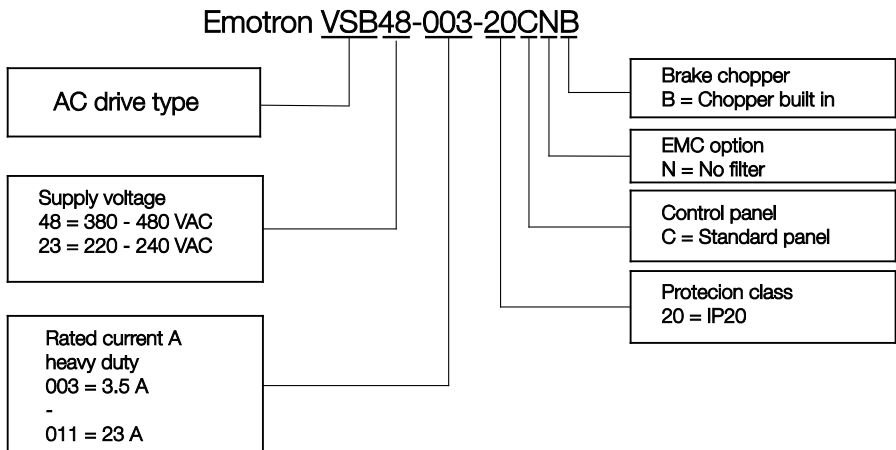 Emotron VSB48-003-20CNB
AC drive type
Supply voltage
48 = 380 - 480 VAC
23 = 220 - 240 VAC
Rated current A
heavy duty
003 = 3.5 A
-
011 = 23 A
Brake chopper
B = Chopper built in
EMC option
N = No filter
Control panel
C = Standard panel
Protecion class
20 = IP20